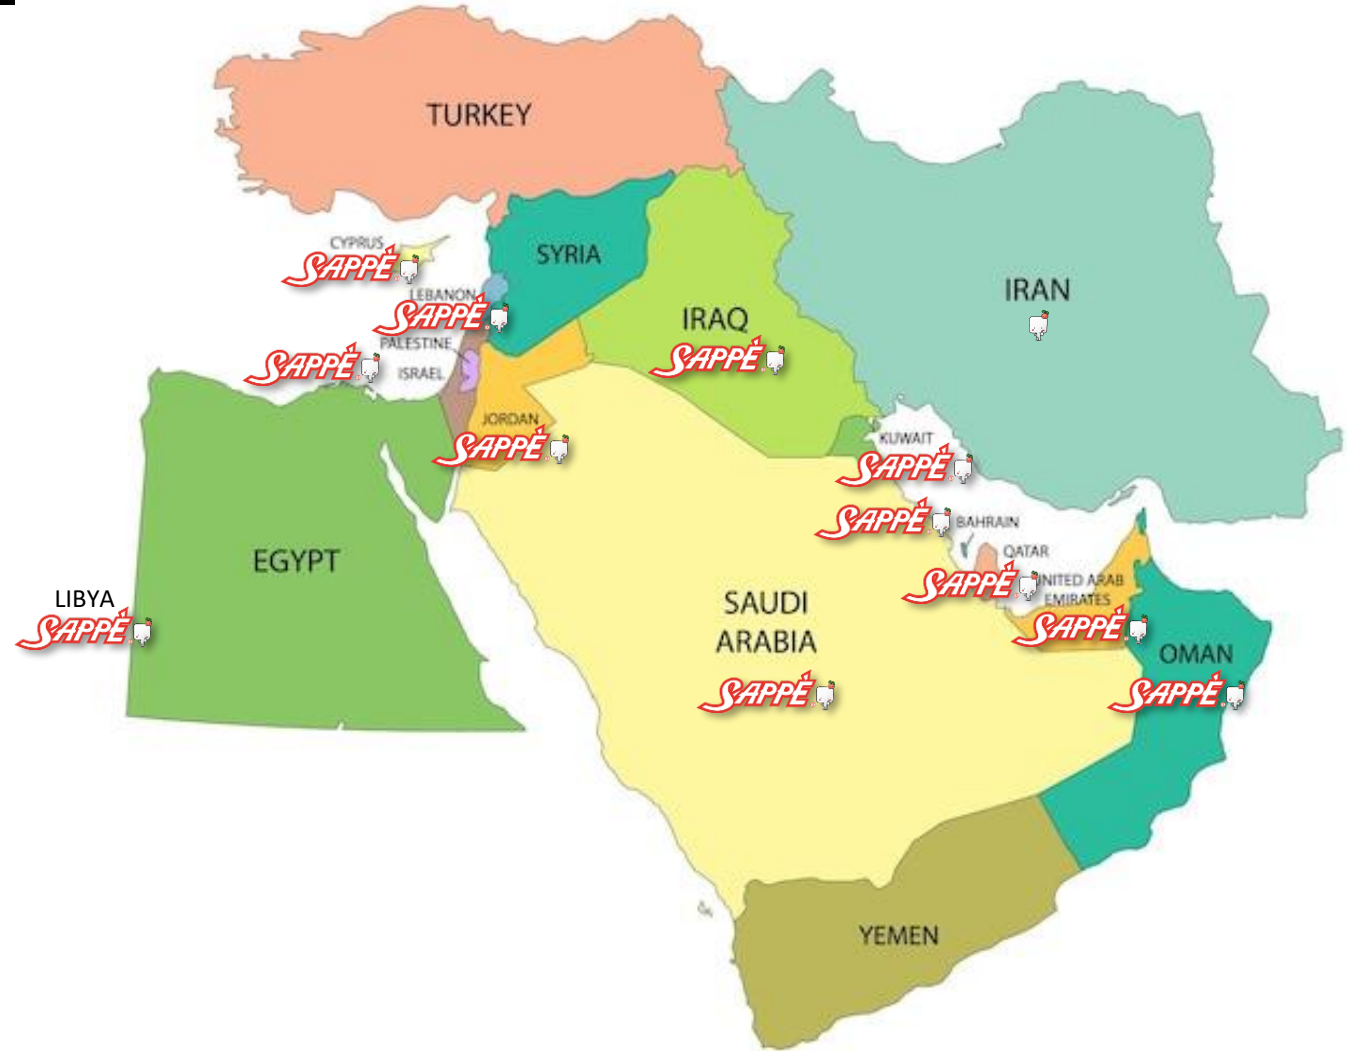 TURKEY
CYPRUS
SAPPÉ
SYRIA
LEBANON
SAPPÉ
IRAN
IRAQ
SAPPÉ
PALESTINE
SAPPÉ
ISRAEL
JORDAN
SAPPÉ
KUWAIT
SAPPÉ
SAPPÉ
BAHRAIN
EGYPT
QATAR
SAPPÉ
UNITED ARAB
EMIRATES
SAPPÉ
LIBYA
SAPPÉ
SAUDI
ARABIA
SAPPÉ
OMAN
SAPPÉ
YEMEN